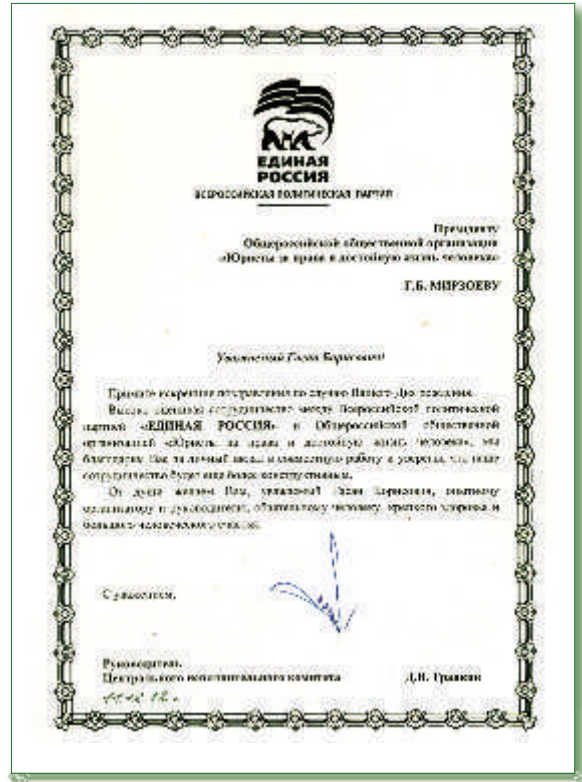 ЕДИНАЯ
РОССИЯ
ВСЕРОССИЙСКАЯ ПОЛИТИЧЕСКАЯ ПАРТИЯ
Президенту
Общероссийской общественной организации
«Юристы за права и достойную жизнь человека»
Г.Б. МИРЗОЕВУ
Уважаемый Гасан Борисович!
Примите искренние поздравления по случаю Вашего Дня рождения.
Высоко оценивая сотрудничество между Всероссийской политической
партией «ЕДИНАЯ РОССИЯ» и Общероссийской общественной
организацией «Юристы за права и достойную жизнь человека», мы
благодарим Вас за личный вклад в совместную работу и уверены, что наше
сотрудничество будет еще более конструктивным.
От души желаем Вам, уважаемый Гасан Борисович, опытному
организатору и руководителю, обаятельному человеку, крепкого здоровья и
большого человеческого счастья.
С уважением,
Руководитель
Центрального исполнительного комитета
Д.В. Травкин